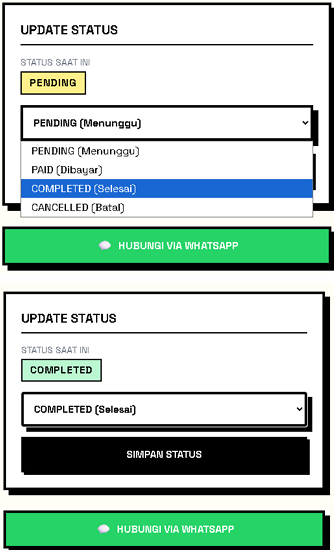 UPDATE STATUS
STATUS SAAT INI
PENDING
PENDING (Menunggu)
PENDING (Menunggu)
PAID (Dibayar)
COMPLETED (Selesai)
CANCELLED (Batal)
HUBUNGI VIA WHATSAPP
UPDATE STATUS
STATUS SAAT INI
COMPLETED
COMPLETED (Selesai)
SIMPAN STATUS
HUBUNGI VIA WHATSAPP